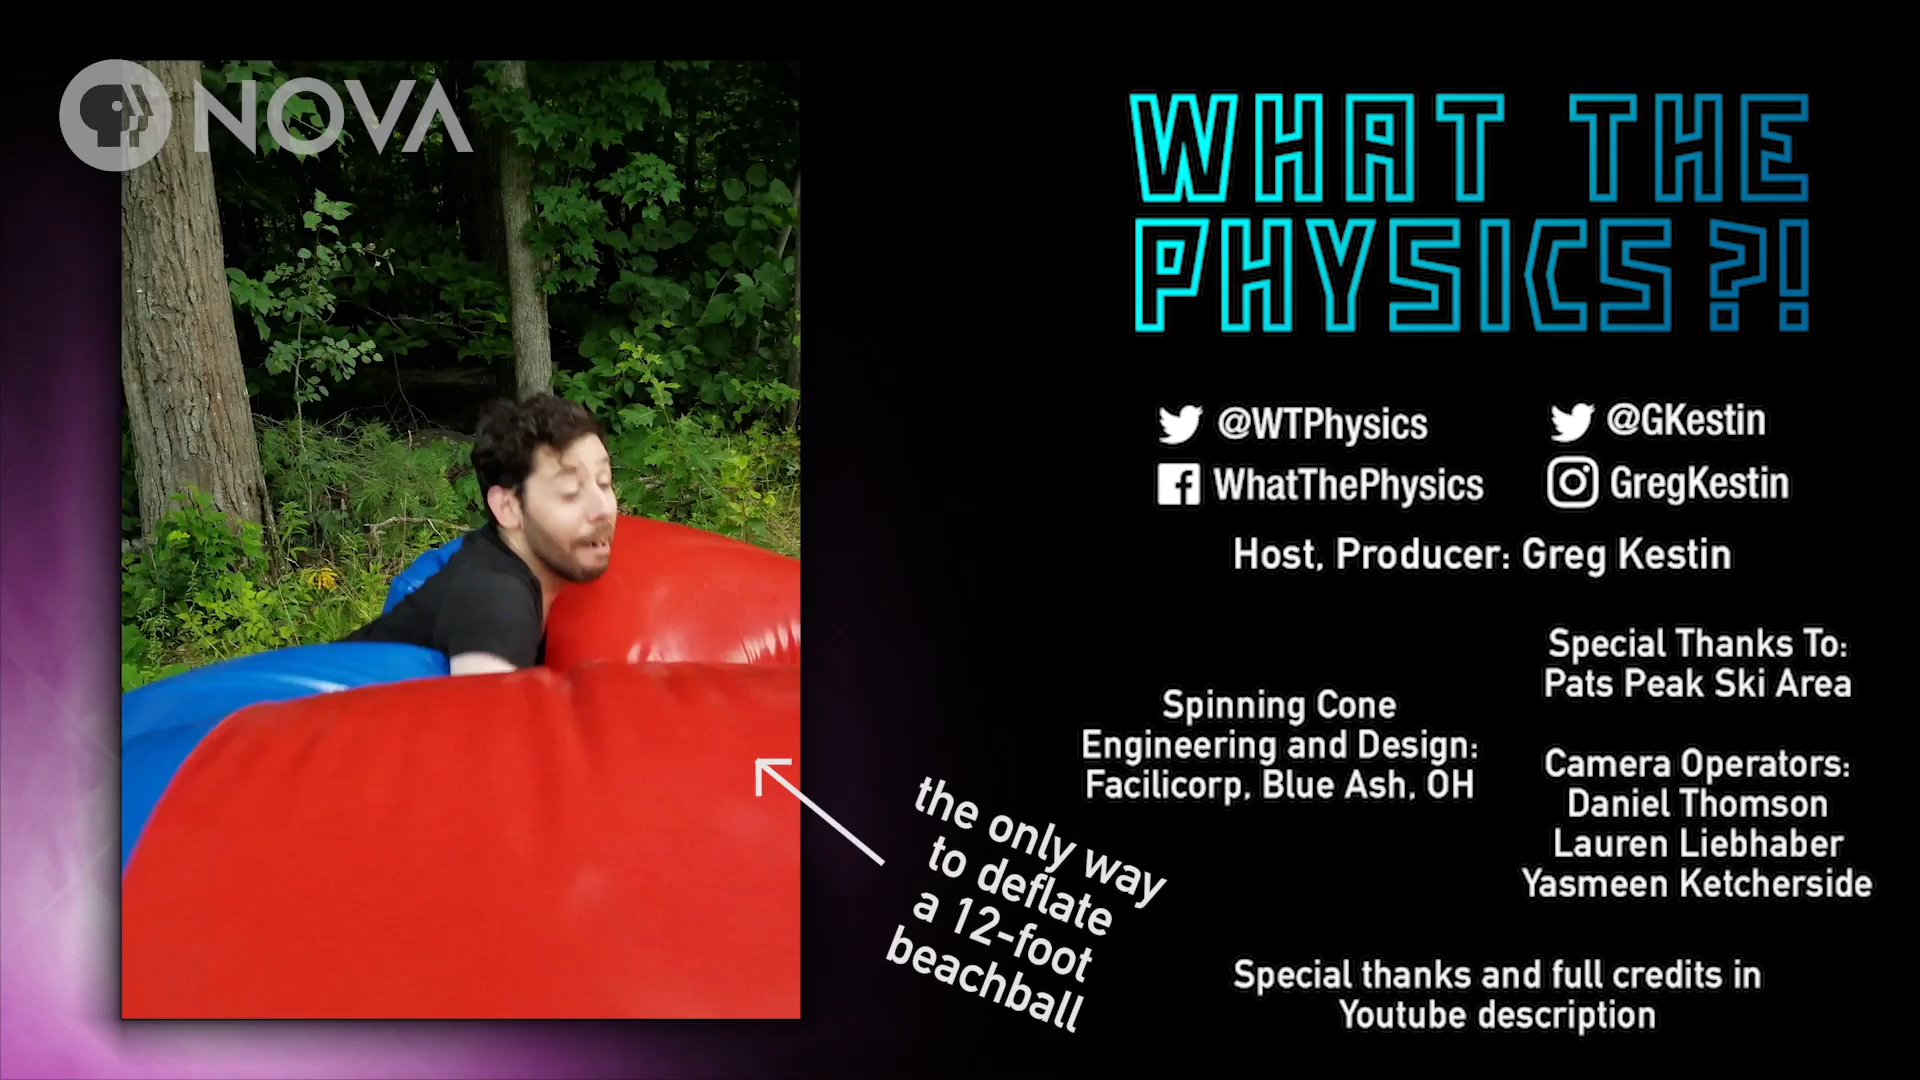 NOVA
WHAT THE
PHYSICS?!
@WTPhysics
@GKestin
WhatThePhysics
GregKestin
Host, Producer: Greg Kestin
Special Thanks To:
Pats Peak Ski Area
Spinning Cone
Engineering and Design:
Facilicorp, Blue Ash, OH
Camera Operators:
Daniel Thomson
Lauren Liebhaber
Yasmeen Ketcherside
the only way
to deflate
a 12-foot
beachball
Special thanks and full credits in
Youtube description